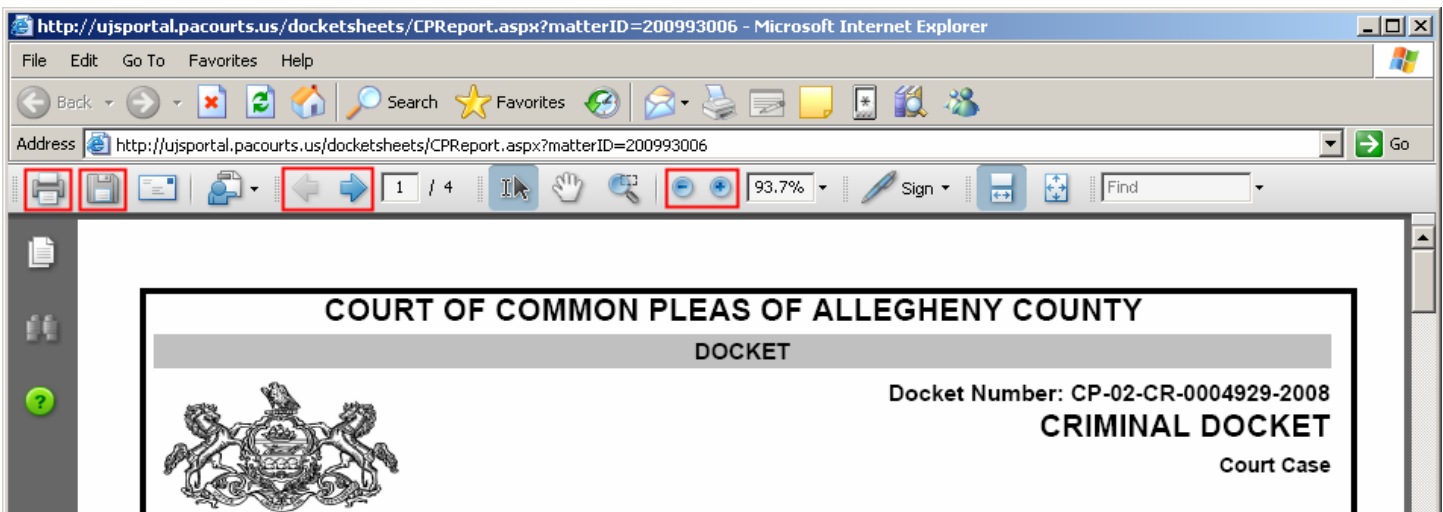 http://ujsportal.pacourts.us/docketsheets/CPReport.aspx?matterID=200993006 - Microsoft Internet Explorer
File Edit Go To Favorites Help
Back Search Favorites
Address http://ujsportal.pacourts.us/docketsheets/CPReport.aspx?matterID=200993006 Go
1 / 4 93.7% Sign Find
COURT OF COMMON PLEAS OF ALLEGHENY COUNTY
DOCKET
Docket Number: CP-02-CR-0004929-2008
CRIMINAL DOCKET
Court Case